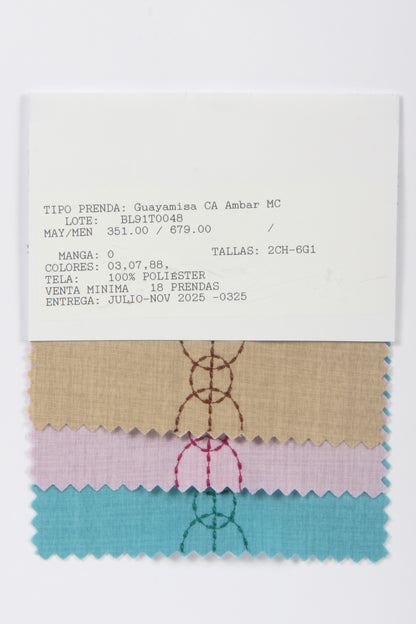 TIPO PRENDA: Guayamisa CA Ambar MC
LOTE: BL91T0048
MAY/MEN 351.00 / 679.00 /
MANGA: 0 TALLAS: 2CH-6G1
COLORES: 03,07,88,
TELA: 100% POLIESTER
VENTA MINIMA 18 PRENDAS
ENTREGA: JULIO-NOV 2025 -0325